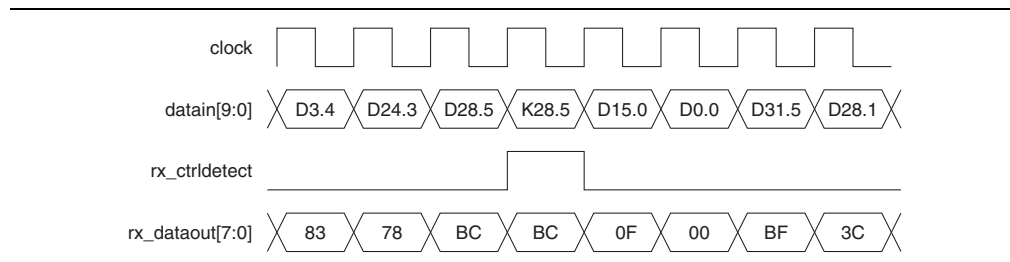 clock
datain[9:0] D3.4 D24.3 D28.5 K28.5 D15.0 D0.0 D31.5 D28.1
rx_ctrldetect
rx_dataout[7:0] 83 78 BC BC 0F 00 BF 3C